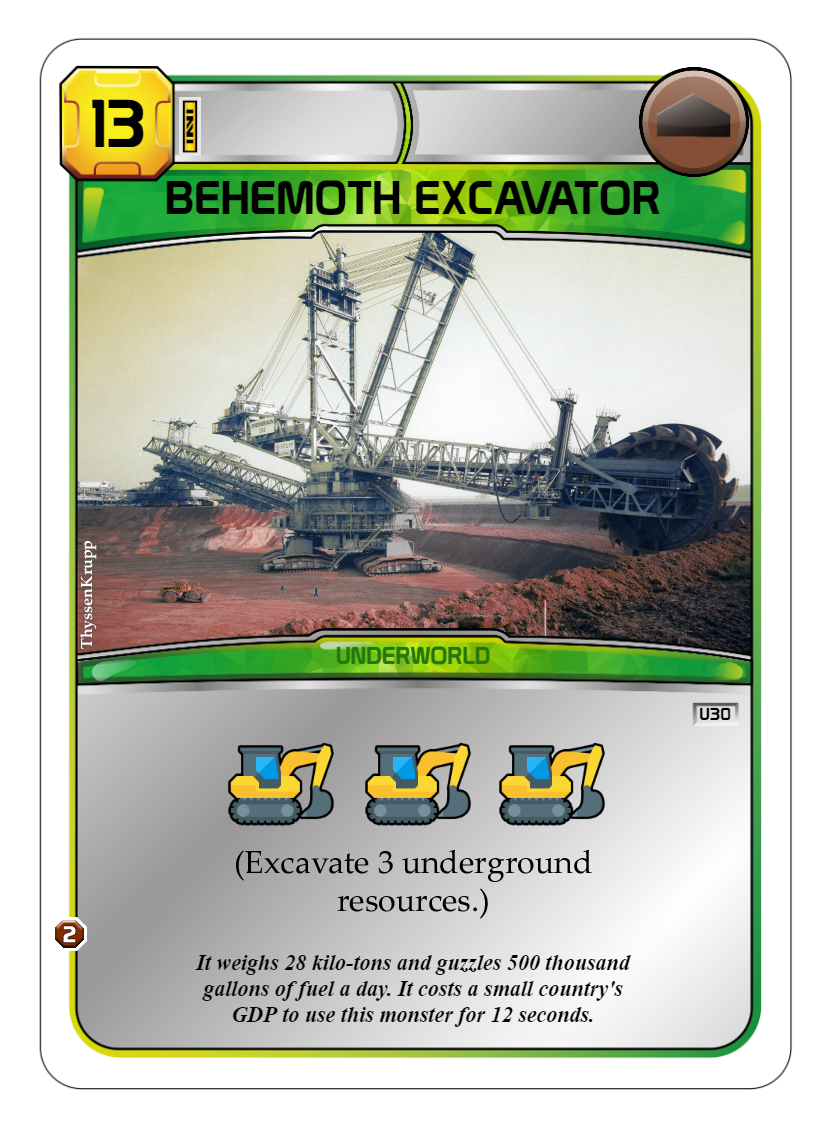 13
BEHEMOTH EXCAVATOR
ThyssenKrupp
UNDERWORLD
U30
(Excavate 3 underground
resources.)
2
It weighs 28 kilo-tons and guzzles 500 thousand
gallons of fuel a day. It costs a small country's
GDP to use this monster for 12 seconds.